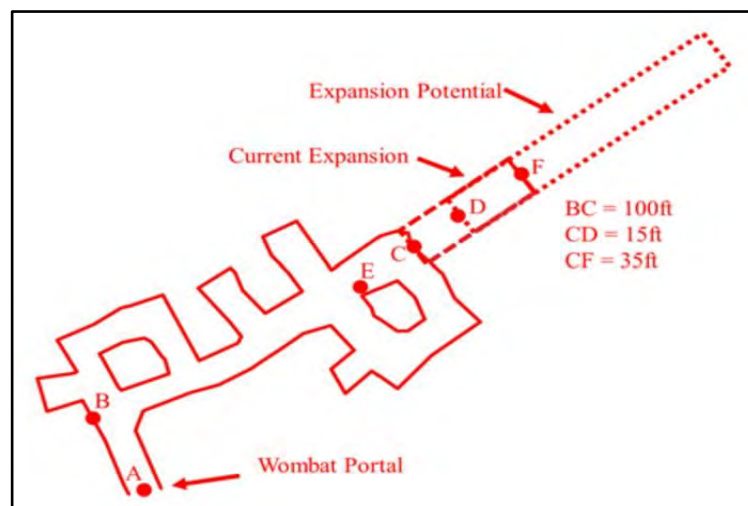 Expansion Potential
Current Expansion
F
D
BC = 100ft
CD = 15ft
CF = 35ft
C
E
B
A
Wombat Portal